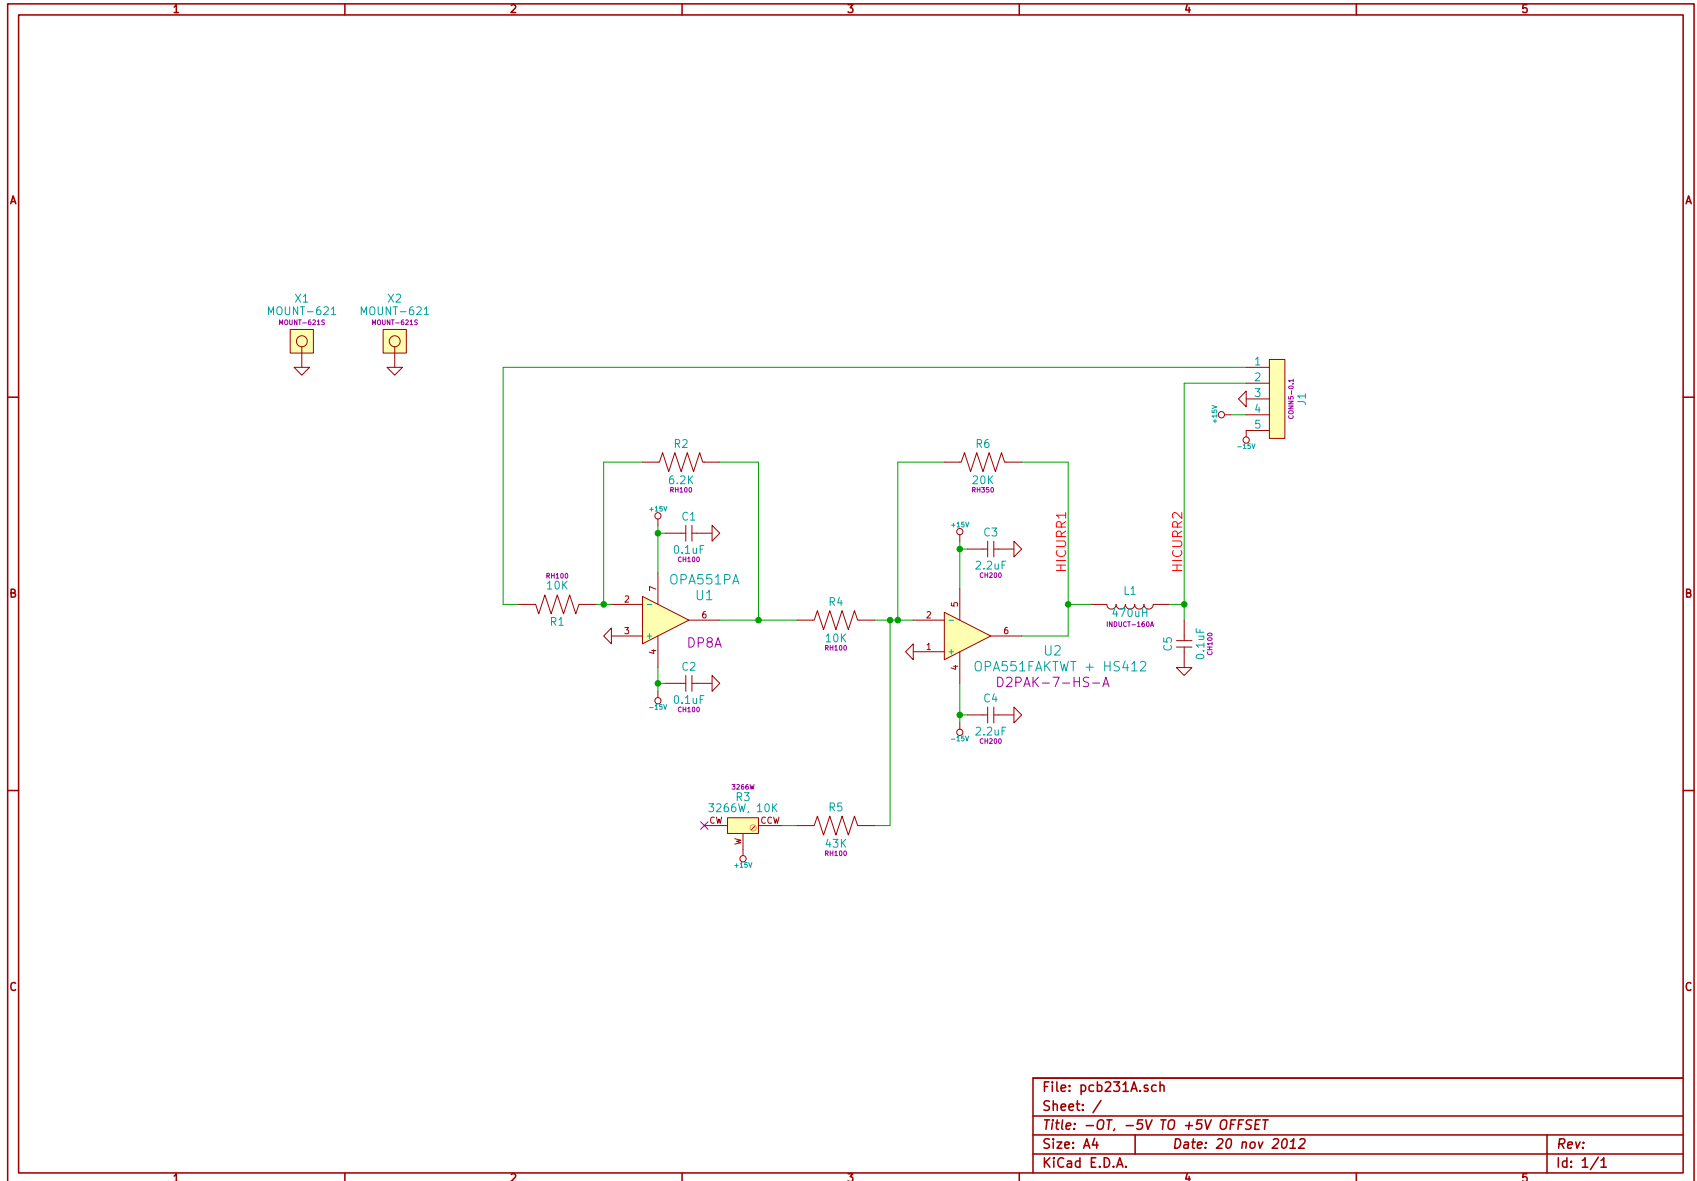 1 2 3 4 5
A A
X1 X2
MOUNT-621 MOUNT-621
MOUNT-621S MOUNT-621S
1
2
3
4
5
+15V
-15V
CONN5-0.1
J1
R2
6.2K
RH100
R6
20K
RH350
+15V
C1
0.1uF
CH100
+15V
C3
2.2uF
CH200
HICURR1
HICURR2
B B
RH100
10K
R1
2
3
7
4
6
OPA551PA
U1
DP8A
C2
0.1uF
CH100
-15V
R4
10K
RH100
2
1
5
4
6
U2
OPA551FAKTWT + HS412
D2PAK-7-HS-A
C4
2.2uF
CH200
-15V
L1
470uH
INDUCT-160A
C5
0.1uF
CH100
3266W
R3
3266W, 10K
CW CCW
W
+15V
R5
43K
RH100
C C
File: pcb231A.sch
Sheet: /
Title: -OT, -5V TO +5V OFFSET
Size: A4 Date: 20 nov 2012 Rev:
KiCad E.D.A. Id: 1/1
1 2 3 4 5